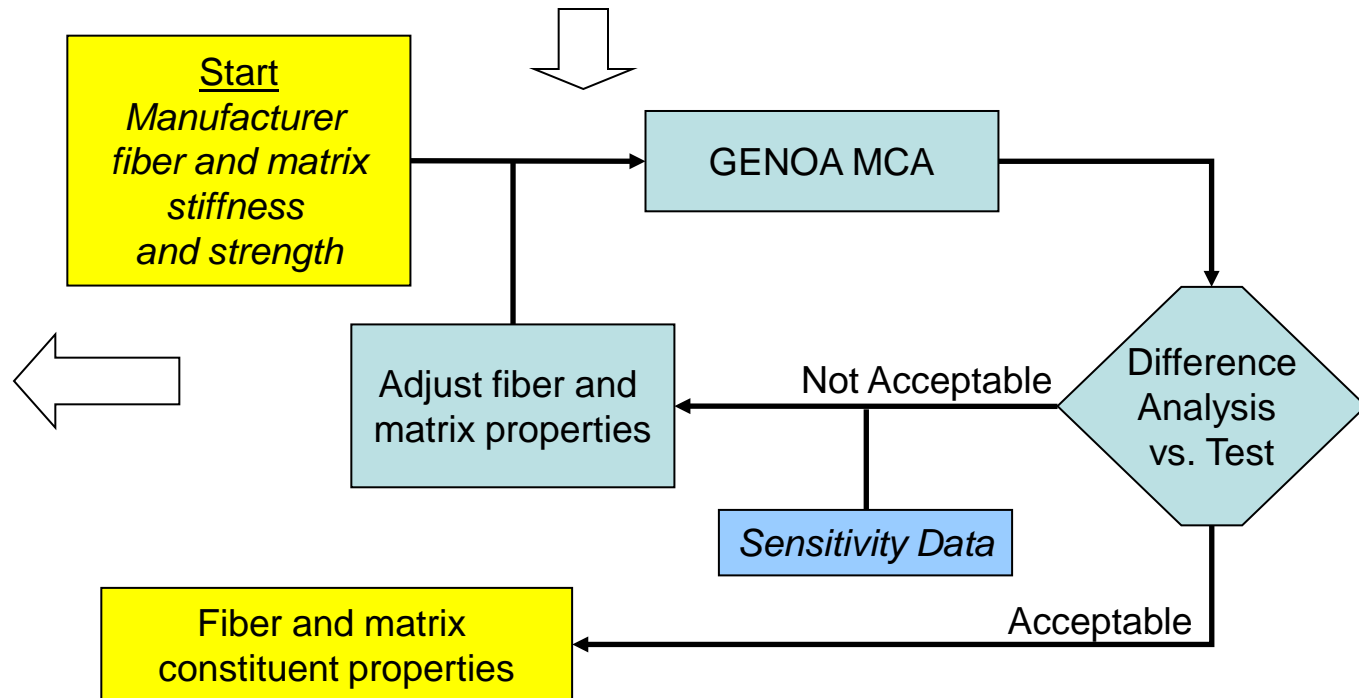 Start
Manufacturer
fiber and matrix
stiffness
and strength
GENOA MCA
Difference
Analysis
vs. Test
Not Acceptable
Adjust fiber and
matrix properties
Sensitivity Data
Acceptable
Fiber and matrix
constituent properties